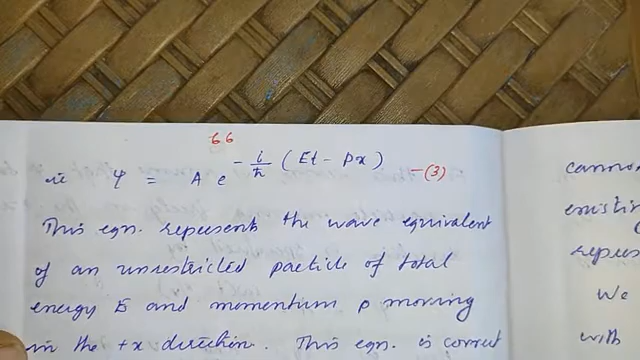 66
ie ψ = A e^{-i/ħ (Et - px)} -(3)
This eqn. represents the wave equivalent
of an unrestricted particle of total
energy E and momentum p moving
in the +x direction. This eqn. is correct
We
with